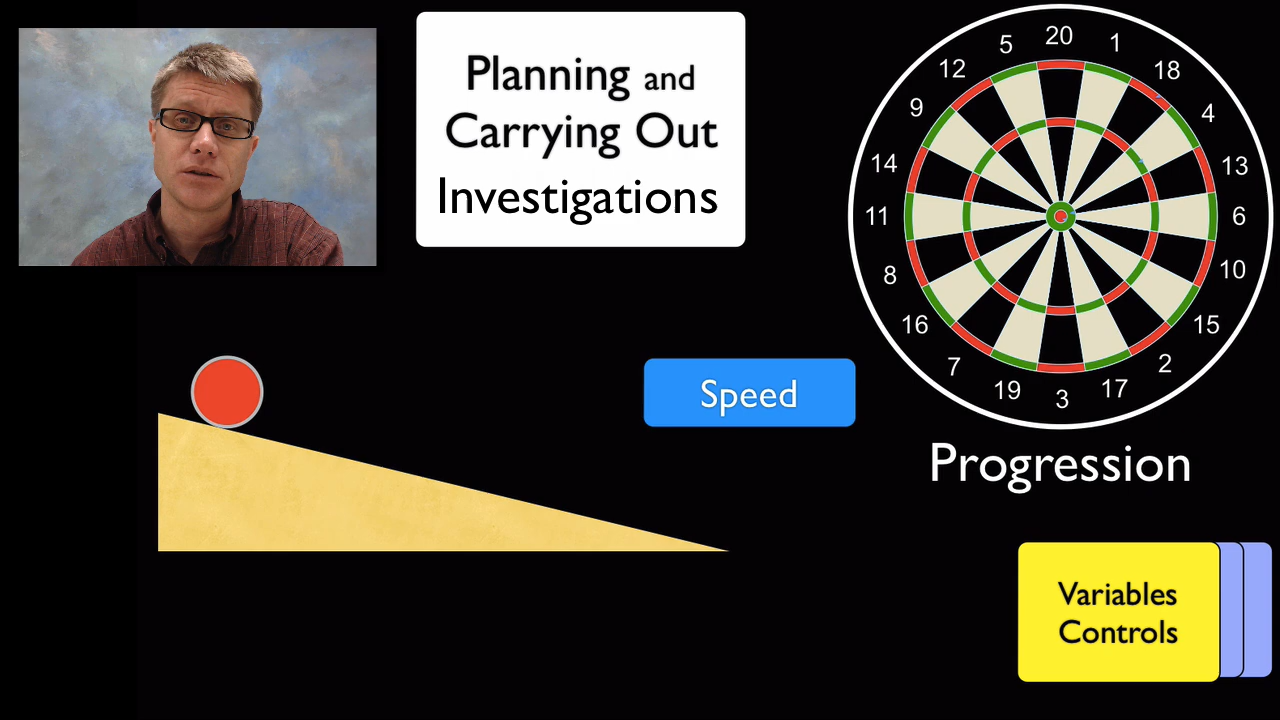 Planning and
Carrying Out
Investigations
20
1
18
4
13
6
10
15
2
17
3
19
7
16
8
11
14
9
12
5
Speed
Progression
Variables
Controls